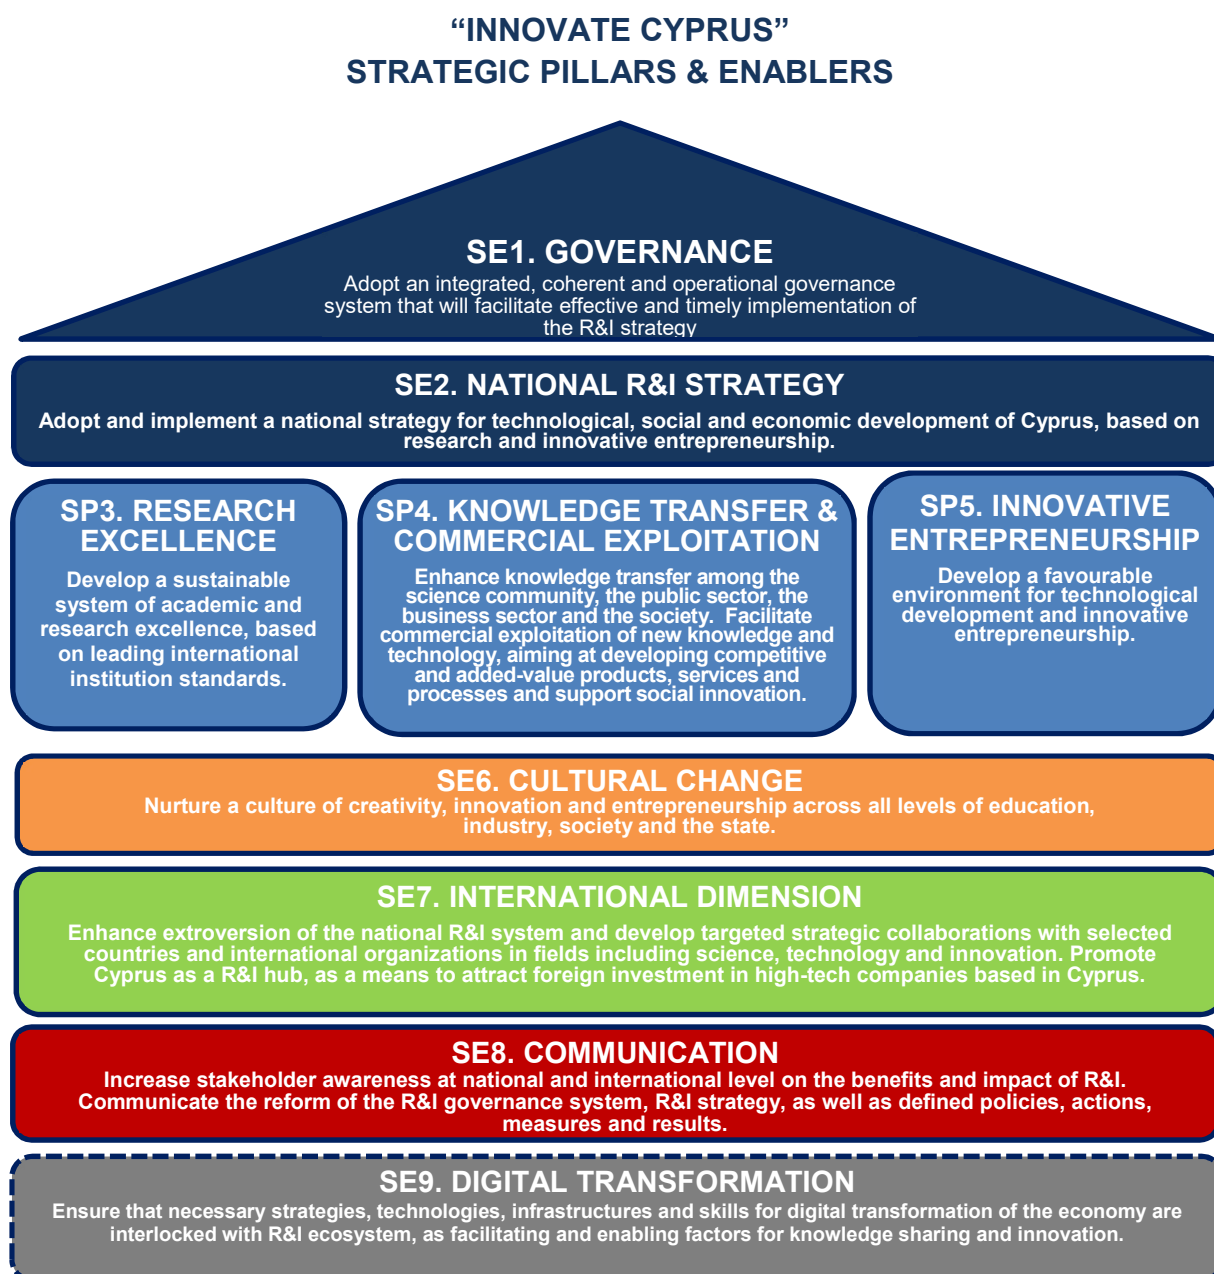 “INNOVATE CYPRUS”
STRATEGIC PILLARS & ENABLERS
SE1. GOVERNANCE
Adopt an integrated, coherent and operational governance
system that will facilitate effective and timely implementation of
the R&I strategy
SE2. NATIONAL R&I STRATEGY
Adopt and implement a national strategy for technological, social and economic development of Cyprus, based on
research and innovative entrepreneurship.
SP3. RESEARCH
EXCELLENCE
Develop a sustainable
system of academic and
research excellence, based
on leading international
institution standards.
SP4. KNOWLEDGE TRANSFER &
COMMERCIAL EXPLOITATION
Enhance knowledge transfer among the
science community, the public sector, the
business sector and the society.  Facilitate
commercial exploitation of new knowledge and
technology, aiming at developing competitive
and added-value products, services and
processes and support social innovation.
SP5. INNOVATIVE
ENTREPRENEURSHIP
Develop a favourable
environment for technological
development and innovative
entrepreneurship.
SE6. CULTURAL CHANGE
Nurture a culture of creativity, innovation and entrepreneurship across all levels of education,
industry, society and the state.
SE7. INTERNATIONAL DIMENSION
Enhance extroversion of the national R&I system and develop targeted strategic collaborations with selected
countries and international organizations in fields including science, technology and innovation. Promote
Cyprus as a R&I hub, as a means to attract foreign investment in high-tech companies based in Cyprus.
SE8. COMMUNICATION
Increase stakeholder awareness at national and international level on the benefits and impact of R&I.
Communicate the reform of the R&I governance system, R&I strategy, as well as defined policies, actions,
measures and results.
SE9. DIGITAL TRANSFORMATION
Ensure that necessary strategies, technologies, infrastructures and skills for digital transformation of the economy are
interlocked with R&I ecosystem, as facilitating and enabling factors for knowledge sharing and innovation.